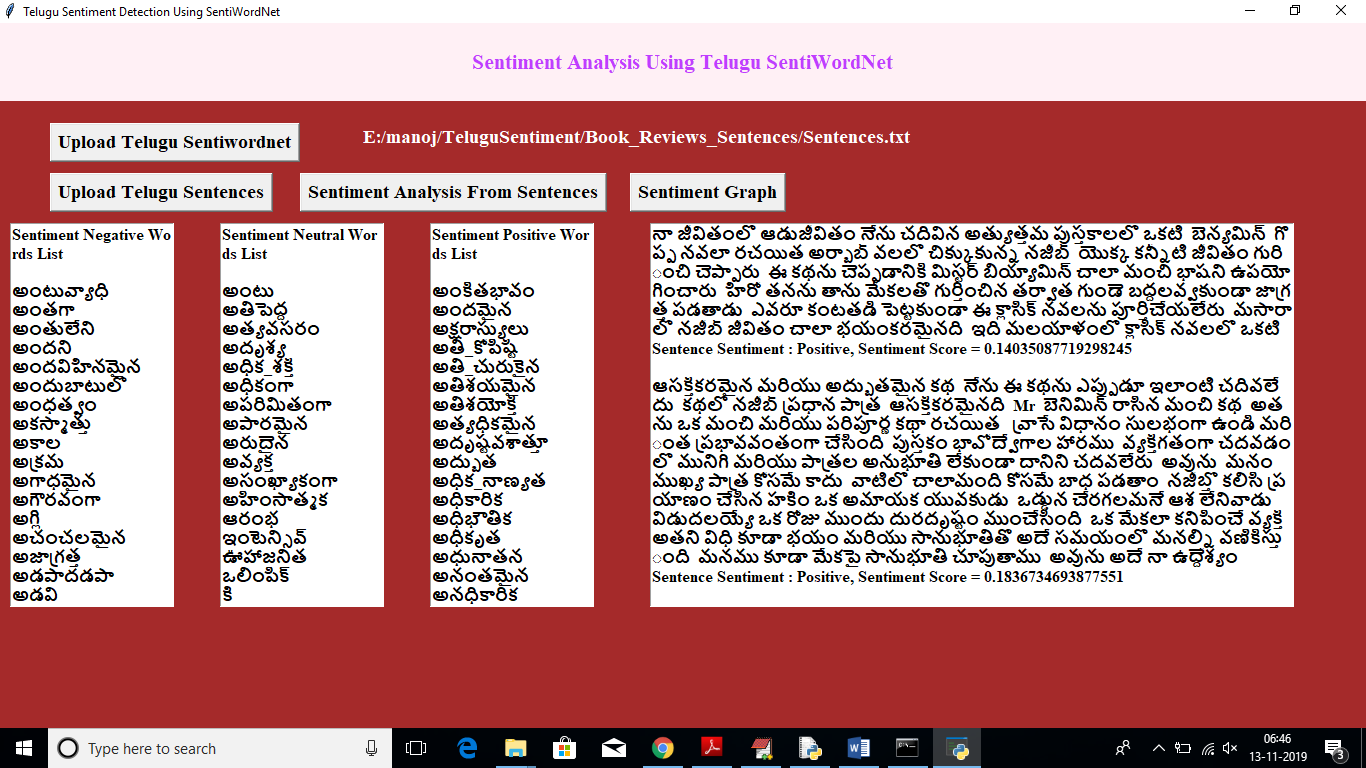 Telugu Sentiment Detection Using SentiWordNet
Sentiment Analysis Using Telugu SentiWordNet
Upload Telugu Sentiwordnet
E:/manoj/TeluguSentiment/Book_Reviews_Sentences/Sentences.txt
Upload Telugu Sentences
Sentiment Analysis From Sentences
Sentiment Graph
Sentiment Negative Wo
rds List
అంటువ్యాధి
అంతగా
అంతులేని
అందని
అందవిహీనమైన
అందుబాటులో
అంధత్వం
అకస్మాత్తు
అకాల
అక్రమ
అగాధమైన
అగౌరవంగా
అగ్లీ
అచంచలమైన
అజాగ్రత్త
అడపాదడపా
అడవి
Sentiment Neutral Wor
ds List
అంటు
అతిపెద్ద
అత్యవసరం
అదృశ్య
అధిక_శక్తి
అధికంగా
అపరిమితంగా
అపారమైన
అరుదైన
అవ్యక్త
అసంఖ్యాకంగా
అహింసాత్మక
ఆరంభ
ఇంటెన్సివ్
ఊహాజనిత
ఒలింపిక్
కి
Sentiment Positive Wor
ds List
అంకితభావం
అందమైన
అక్షరాస్యులు
అతి_కోపిష్టి
అతి_చురుకైన
అతిశయమైన
అతిశయోక్తి
అత్యధికమైన
అదృష్టవశాత్తూ
అద్భుత
అధిక_నాణ్యత
అధికారిక
అధిభౌతిక
అధికృత
అధునాతన
అనంతమైన
అనధికారిక
నా జీవితంలో ఆడుజీవితం నేను చదివిన అత్యుత్తమ పుస్తకాలలో ఒకటి బెన్యమిన్ గొ
ప్ప నవలా రచయిత అర్బాబ్ వలలో చిక్కుకున్న నజీబ్ యొక్క కన్నీటి జీవితం గురి
ంచి చెప్పారు ఈ కథను చెప్పడానికి మిస్టర్ బియ్యామిన్ చాలా మంచి భాషని ఉపయో
గించారు హీరో తనను తాను మేకలతో గుర్తించిన తర్వాత గుండె బద్దలవ్వకుండా జాగ్ర
త్త పడతాడు ఎవరూ కంటతడి పెట్టకుండా ఈ క్లాసిక్ నవలను పూర్తిచేయలేరు మసారా
లో నజీబ్ జీవితం చాలా భయంకరమైనది ఇది మలయాళంలో క్లాసిక్ నవలలో ఒకటి
Sentence Sentiment : Positive, Sentiment Score = 0.14035087719298245
ఆసక్తికరమైన మరియు అద్భుతమైన కథ నేను ఈ కథను ఎప్పుడూ ఇలాంటి చదివలే
దు కథలో నజీబ్ ప్రధాన పాత్ర ఆసక్తికరమైనది Mr బెనిమిన్ రాసిన మంచి కథ అత
ను ఒక మంచి మరియు పరిపూర్ణ కథా రచయిత వ్రాసే విధానం సులభంగా ఉండి మరి
ంత ప్రభావవంతంగా చేసింది పుస్తకం భావోద్వేగాల హారము వ్యక్తిగతంగా చదవడం
లో మునిగి మరియు పాత్రల అనుభూతి లేకుండా దానిని చదవలేరు అవును మనం
ముఖ్య పాత్ర కోసమే కాదు వాటిలో చాలామంది కోసమే బాధ పడతాం నజీబ్తో కలిసి ప్ర
యాణం చేసిన హకీం ఒక అమాయక యువకుడు ఒడ్డున చేరగలమనే ఆశ లేనివాడు
విడుదలయ్యే ఒక రోజు ముందు దురదృష్టం ముంచేసింది ఒక మేకలా కనిపించే వ్యక్తి
అతని విధి కూడా భయం మరియు సానుభూతితో అదే సమయంలో మనల్ని వణికిస్తు
ంది మనము కూడా మేకపై సానుభూతి చూపుతాము అవును అదే నా ఉద్దేశ్యం
Sentence Sentiment : Positive, Sentiment Score = 0.1836734693877551
Type here to search
06:46
13-11-2019
3